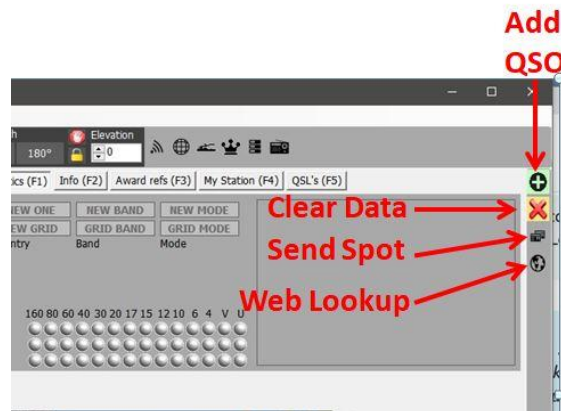 Add
QSO
Elevation
180°
0
(F1) Info (F2) Award refs (F3) My Station (F4) QSL's (F5)
NEW ONE NEW BAND NEW MODE
NEW GRID GRID BAND GRID MODE
Band Mode
Clear Data
Send Spot
Web Lookup
160 80 60 40 30 20 17 15 12 10 6 4 V U